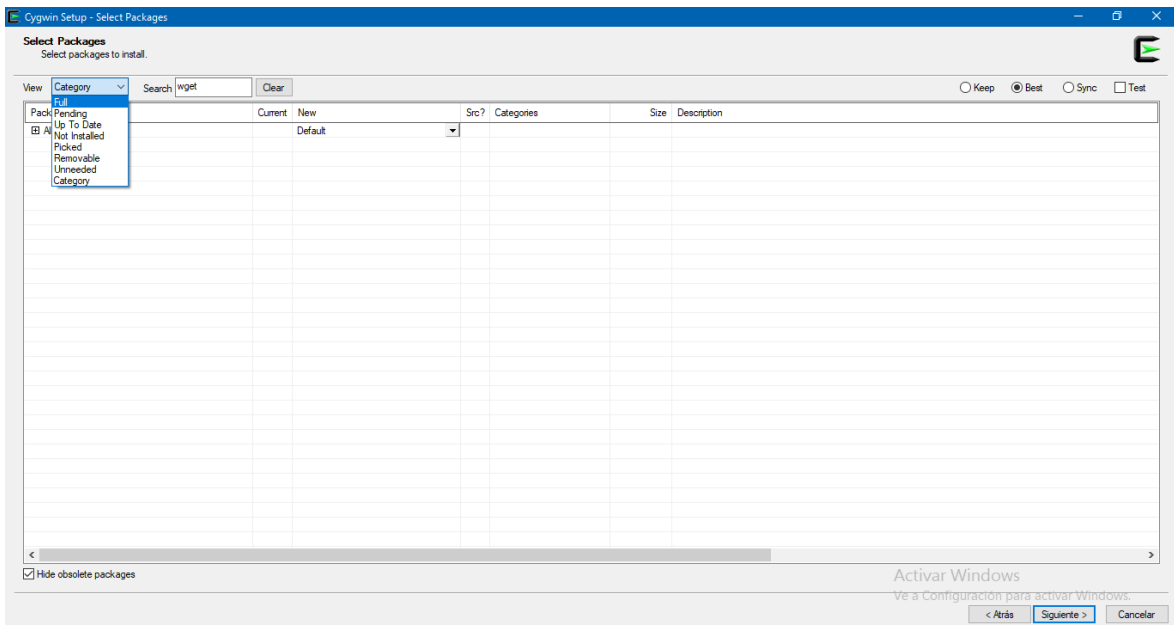 Cygwin Setup - Select Packages
Select Packages
Select packages to install.
View Category Search wget Clear Keep Best Sync Test
Pack Current New Src? Categories Size Description
Al Default
Full
Pending
Up To Date
Not Installed
Picked
Removable
Unneeded
Category
Hide obsolete packages
Activar Windows
Ve a Configuración para activar Windows.
< Atrás Siguiente > Cancelar